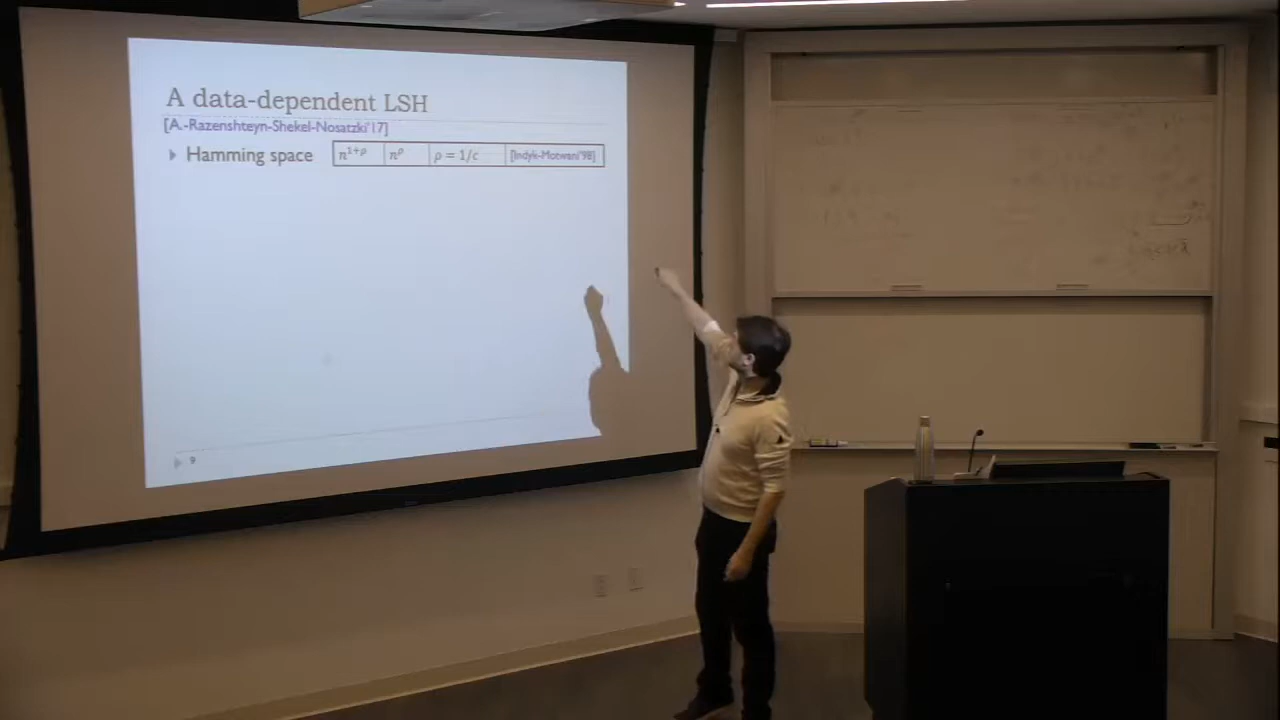 A data-dependent LSH
[A.-Razenshteyn-Shekel-Nosatzki'17]
Hamming space n^{1+ρ} n^ρ ρ = 1/c [Indyk-Motwani'98]
9